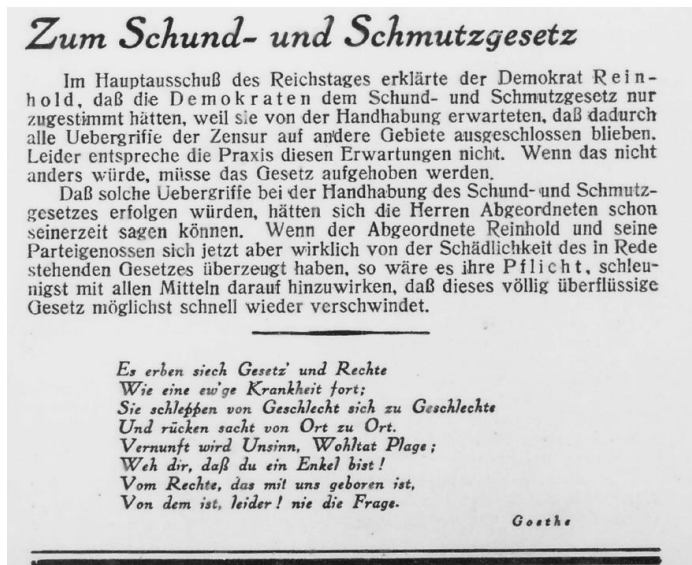 Zum Schund- und Schmutzgesetz
Im Hauptausschuß des Reichstages erklärte der Demokrat Rein-
hold, daß die Demokraten dem Schund- und Schmutzgesetz nur
zugestimmt hätten, weil sie von der Handhabung erwarteten, daß dadurch
alle Uebergriffe der Zensur auf andere Gebiete ausgeschlossen blieben.
Leider entspreche die Praxis diesen Erwartungen nicht. Wenn das nicht
anders würde, müsse das Gesetz aufgehoben werden.
Daß solche Uebergriffe bei der Handhabung des Schund- und Schmutz-
gesetzes erfolgen würden, hätten sich die Herren Abgeordneten schon
seinerzeit sagen können. Wenn der Abgeordnete Reinhold und seine
Parteigenossen sich jetzt aber wirklich von der Schädlichkeit des in Rede
stehenden Gesetzes überzeugt haben, so wäre es ihre Pflicht, schleu-
nigst mit allen Mitteln darauf hinzuwirken, daß dieses völlig überflüssige
Gesetz möglichst schnell wieder verschwindet.
Es erben siech Gesetz' und Rechte
Wie eine ew'ge Krankheit fort;
Sie schleppen von Geschlecht sich zu Geschlechte
Und rücken sacht von Ort zu Ort.
Vernunft wird Unsinn, Wohltat Plage;
Weh dir, daß du ein Enkel bist!
Vom Rechte, das mit uns geboren ist,
Von dem ist, leider! nie die Frage.
Goethe